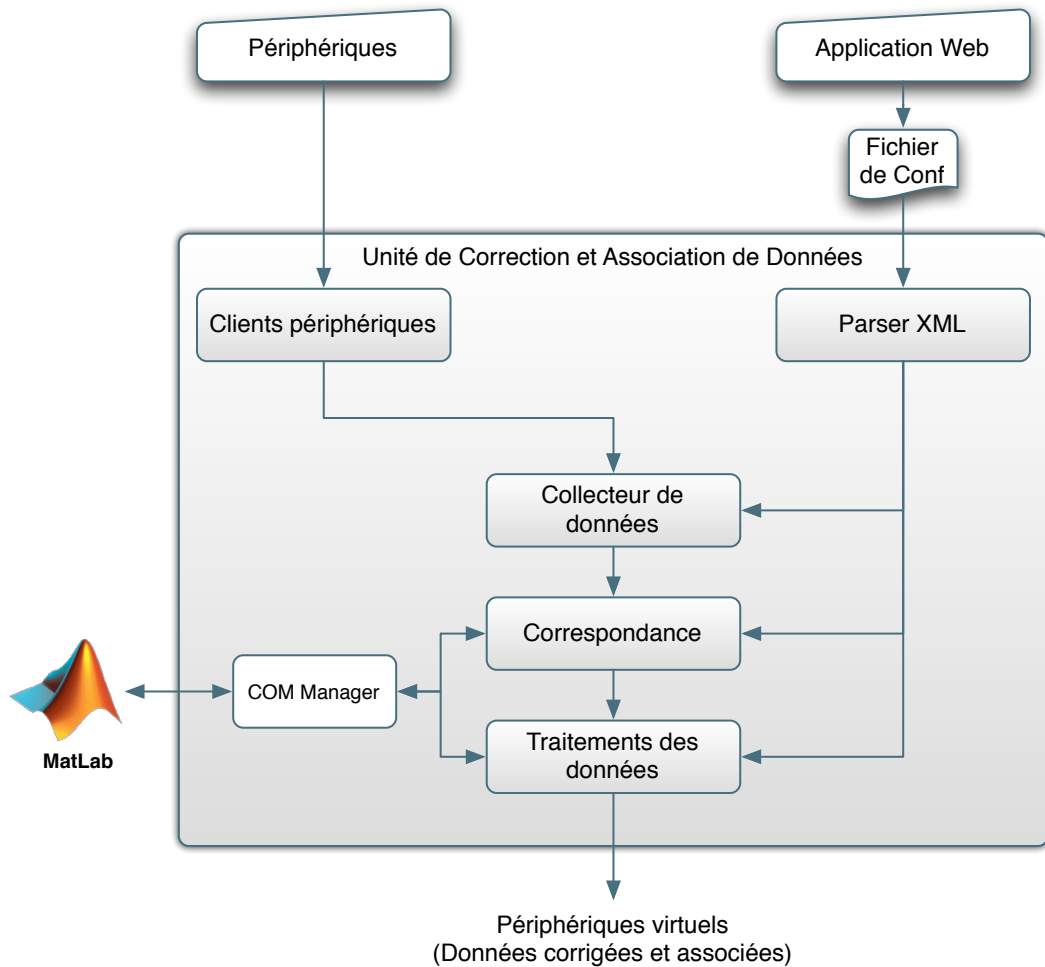 Périphériques
Application Web
Fichier
de Conf
Unité de Correction et Association de Données
Clients périphériques
Parser XML
Collecteur de
données
Correspondance
COM Manager
MatLab
Traitements des
données
Périphériques virtuels
(Données corrigées et associées)